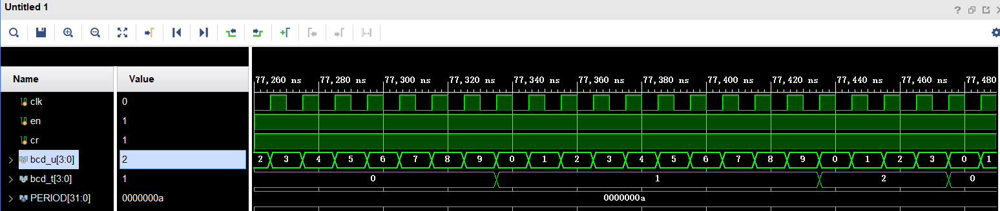 Untitled 1
Name Value
77,260 ns 77,280 ns 77,300 ns 77,320 ns 77,340 ns 77,360 ns 77,380 ns 77,400 ns 77,420 ns 77,440 ns 77,460 ns 77,480
clk 0
en 1
cr 1
bcd_u[3:0] 2 2 3 4 5 6 7 8 9 0 1 2 3 4 5 6 7 8 9 0 1 2 3 0 1
bcd_t[3:0] 1 0 1 2 0
PERIOD[31:0] 0000000a 0000000a